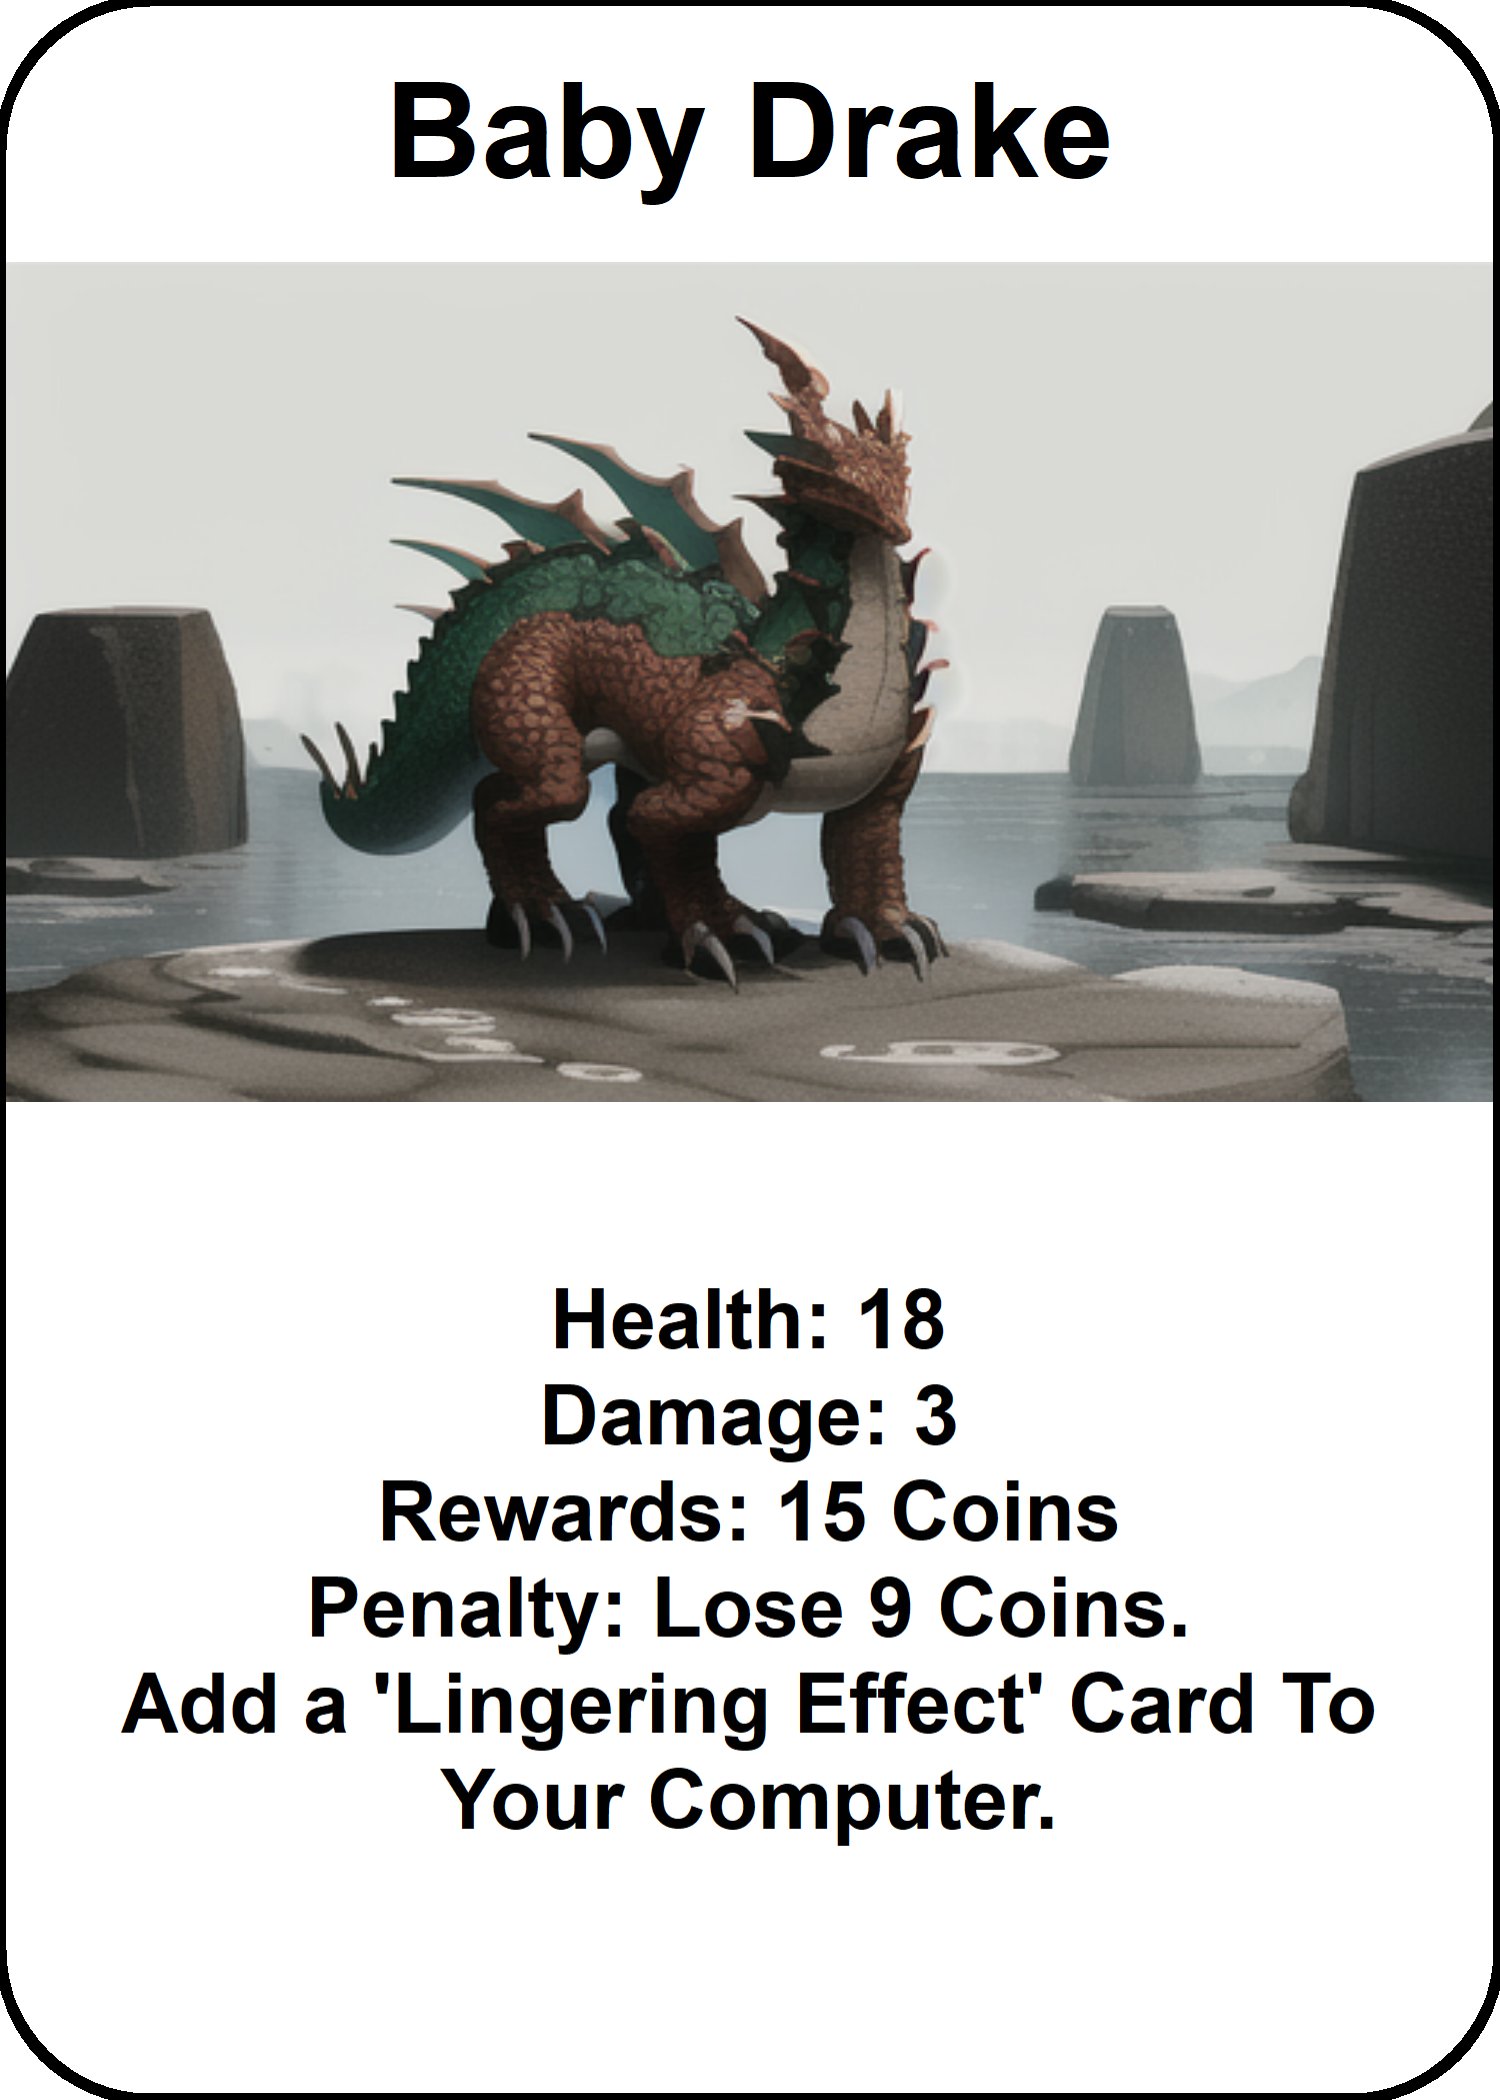 Baby Drake
Health: 18
Damage: 3
Rewards: 15 Coins
Penalty: Lose 9 Coins.
Add a 'Lingering Effect' Card To
Your Computer.